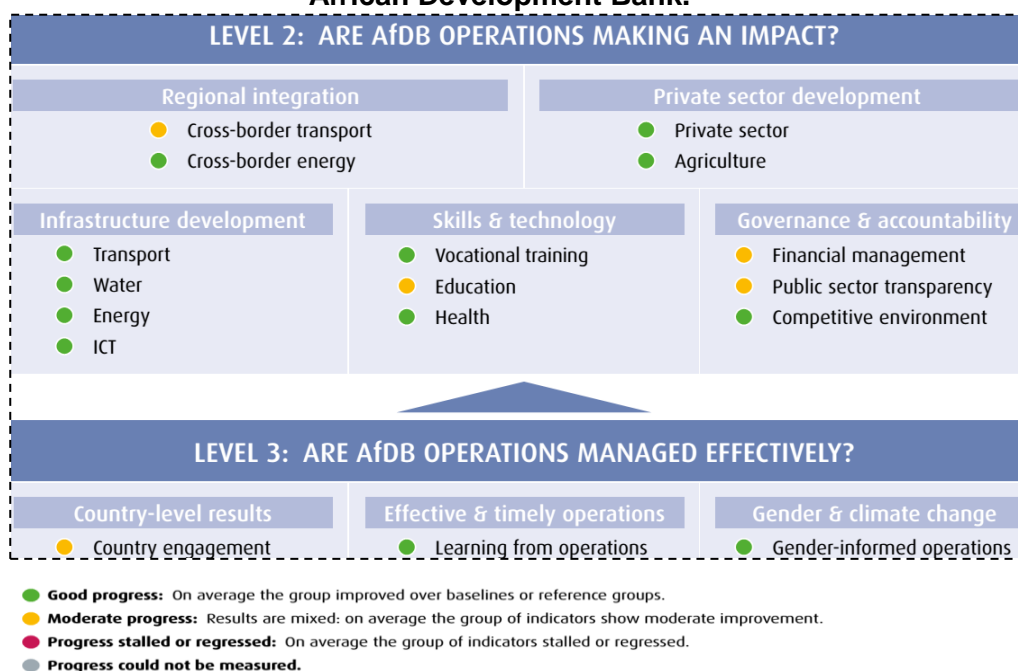 African Development Bank.
LEVEL 2: ARE AfDB OPERATIONS MAKING AN IMPACT?
Regional integration
Cross-border transport
Cross-border energy
Private sector development
Private sector
Agriculture
Infrastructure development
Transport
Water
Energy
ICT
Skills & technology
Vocational training
Education
Health
Governance & accountability
Financial management
Public sector transparency
Competitive environment
LEVEL 3: ARE AfDB OPERATIONS MANAGED EFFECTIVELY?
Country-level results
Country engagement
Effective & timely operations
Learning from operations
Gender & climate change
Gender-informed operations
Good progress: On average the group improved over baselines or reference groups.
Moderate progress: Results are mixed: on average the group of indicators show moderate improvement.
Progress stalled or regressed: On average the group of indicators stalled or regressed.
Progress could not be measured.